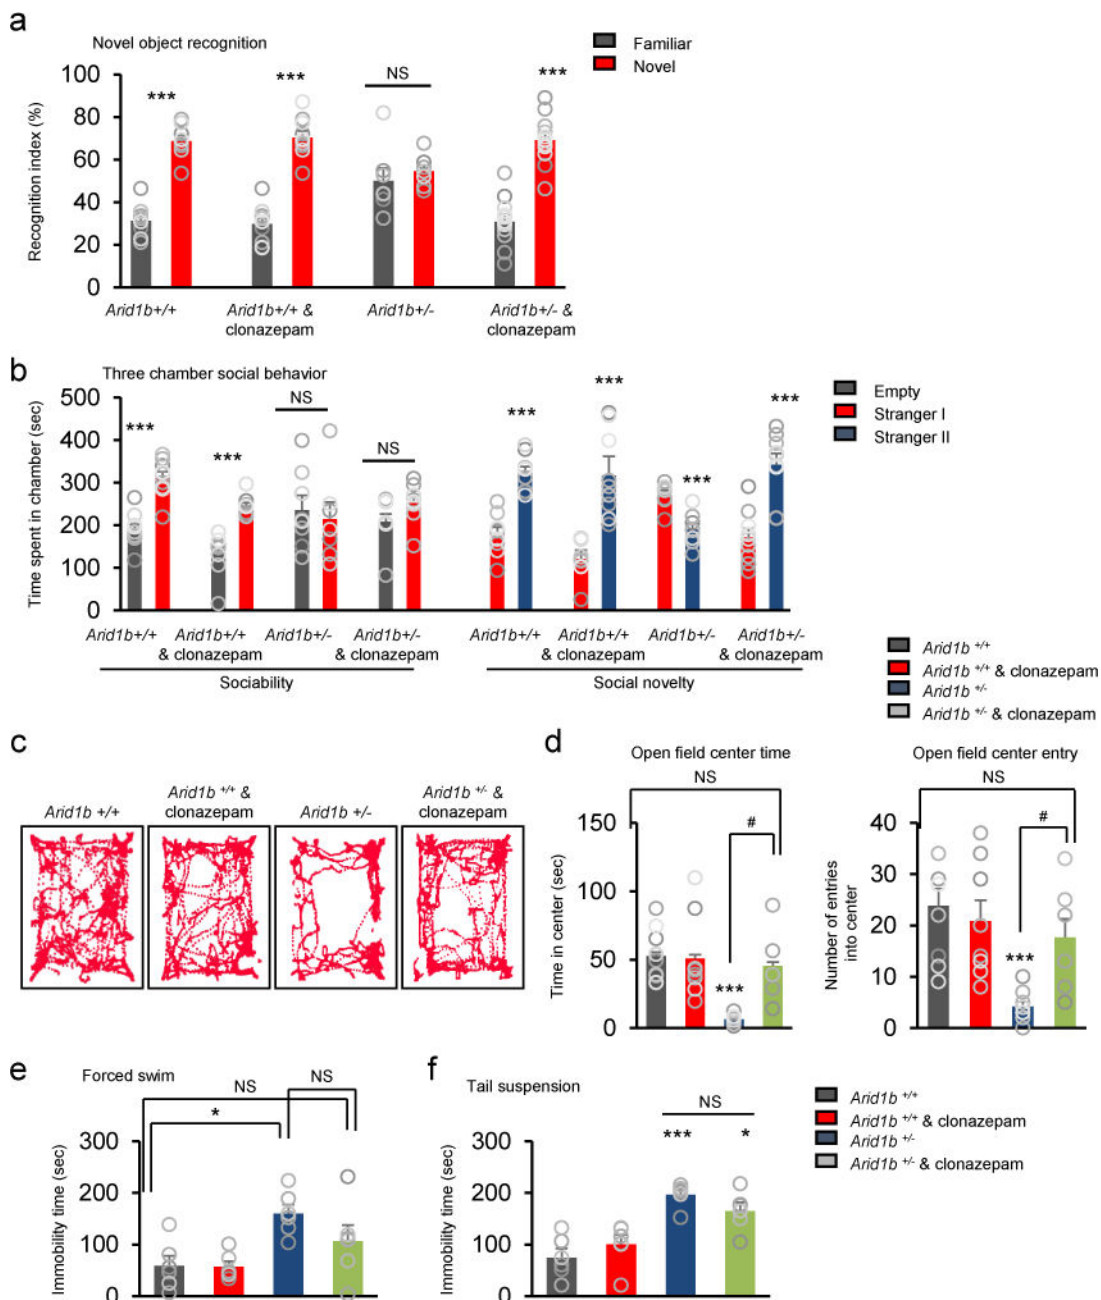 a
Novel object recognition
Familiar
Novel
Recognition index (%)
100
80
60
40
20
0
***
***
NS
***
Arid1b+/+
Arid1b+/+ &
clonazepam
Arid1b+/-
Arid1b+/- &
clonazepam
b
Three chamber social behavior
Empty
Stranger I
Stranger II
Time spent in chamber (sec)
500
400
300
200
100
0
***
***
NS
NS
***
***
***
***
Arid1b+/+
Arid1b+/+
& clonazepam
Arid1b+/-
Arid1b+/-
& clonazepam
Arid1b+/+
Arid1b+/+
& clonazepam
Arid1b+/-
Arid1b+/-
& clonazepam
Sociability
Social novelty
Arid1b +/+
Arid1b +/+ & clonazepam
Arid1b +/-
Arid1b +/- & clonazepam
c
Arid1b +/+
Arid1b +/+ &
clonazepam
Arid1b +/-
Arid1b +/- &
clonazepam
d
Open field center time
NS
#
***
Time in center (sec)
150
100
50
0
Open field center entry
NS
#
***
Number of entries
into center
40
30
20
10
0
e
Forced swim
NS
NS
*
Immobility time (sec)
300
200
100
0
f
Tail suspension
NS
***
*
Immobility time (sec)
300
200
100
0
Arid1b +/+
Arid1b +/+ & clonazepam
Arid1b +/-
Arid1b +/- & clonazepam